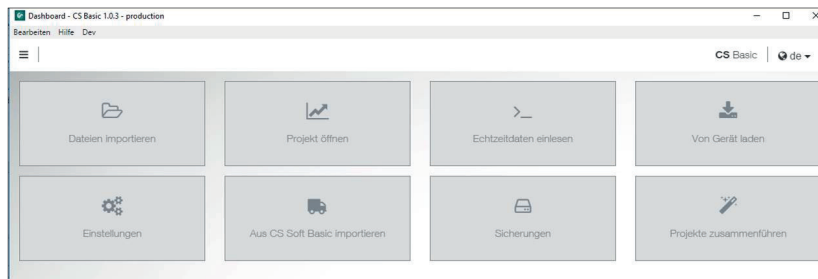 Dashboard - CS Basic 1.0.3 - production
Bearbeiten Hilfe Dev
CS Basic de
Dateien importieren Projekt öffnen Echtzeitdaten einlesen Von Gerät laden
Einstellungen Aus CS Soft Basic importieren Sicherungen Projekte zusammenführen